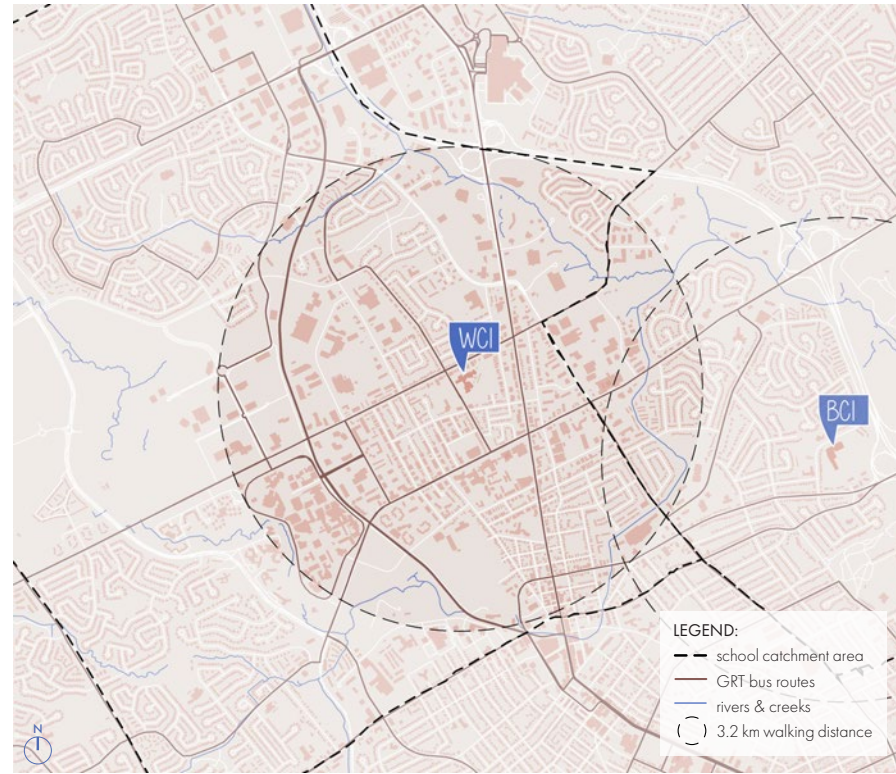 WCI
BCI
LEGEND:
school catchment area
GRT bus routes
rivers & creeks
3.2 km walking distance
N